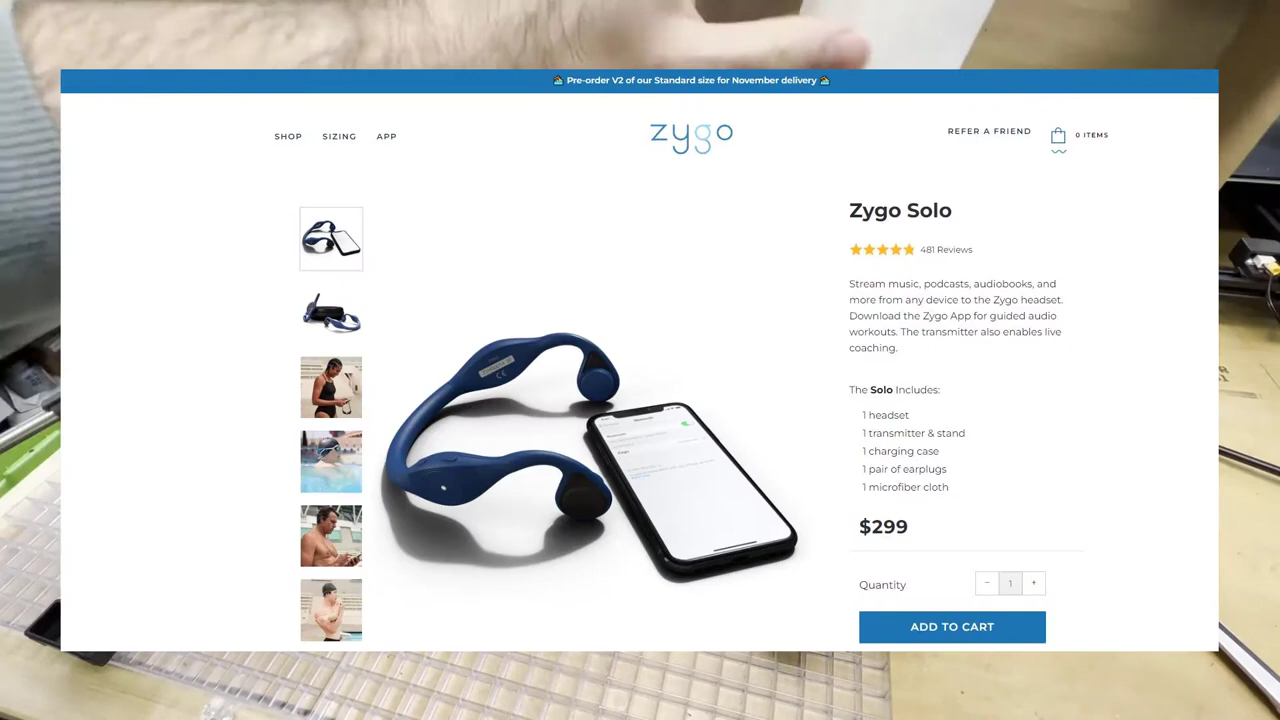 Pre-order V2 of our Standard size for November delivery
SHOP
SIZING
APP
zygo
REFER A FRIEND
0 ITEMS
Zygo Solo
481 Reviews
Stream music, podcasts, audiobooks, and
more from any device to the Zygo headset.
Download the Zygo App for guided audio
workouts. The transmitter also enables live
coaching.
The Solo Includes:
1 headset
1 transmitter & stand
1 charging case
1 pair of earplugs
1 microfiber cloth
$299
Quantity
−
1
+
ADD TO CART